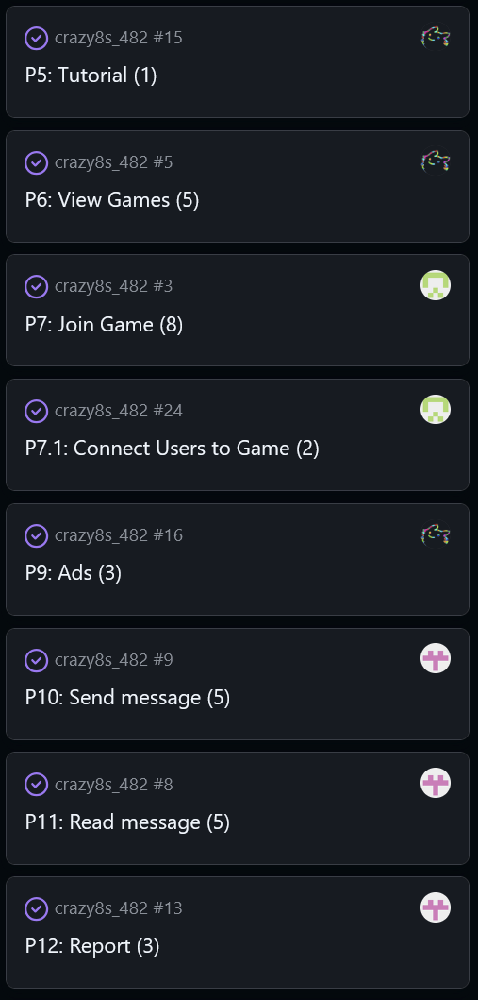 crazy8s_482 #15
P5: Tutorial (1)
crazy8s_482 #5
P6: View Games (5)
crazy8s_482 #3
P7: Join Game (8)
crazy8s_482 #24
P7.1: Connect Users to Game (2)
crazy8s_482 #16
P9: Ads (3)
crazy8s_482 #9
P10: Send message (5)
crazy8s_482 #8
P11: Read message (5)
crazy8s_482 #13
P12: Report (3)